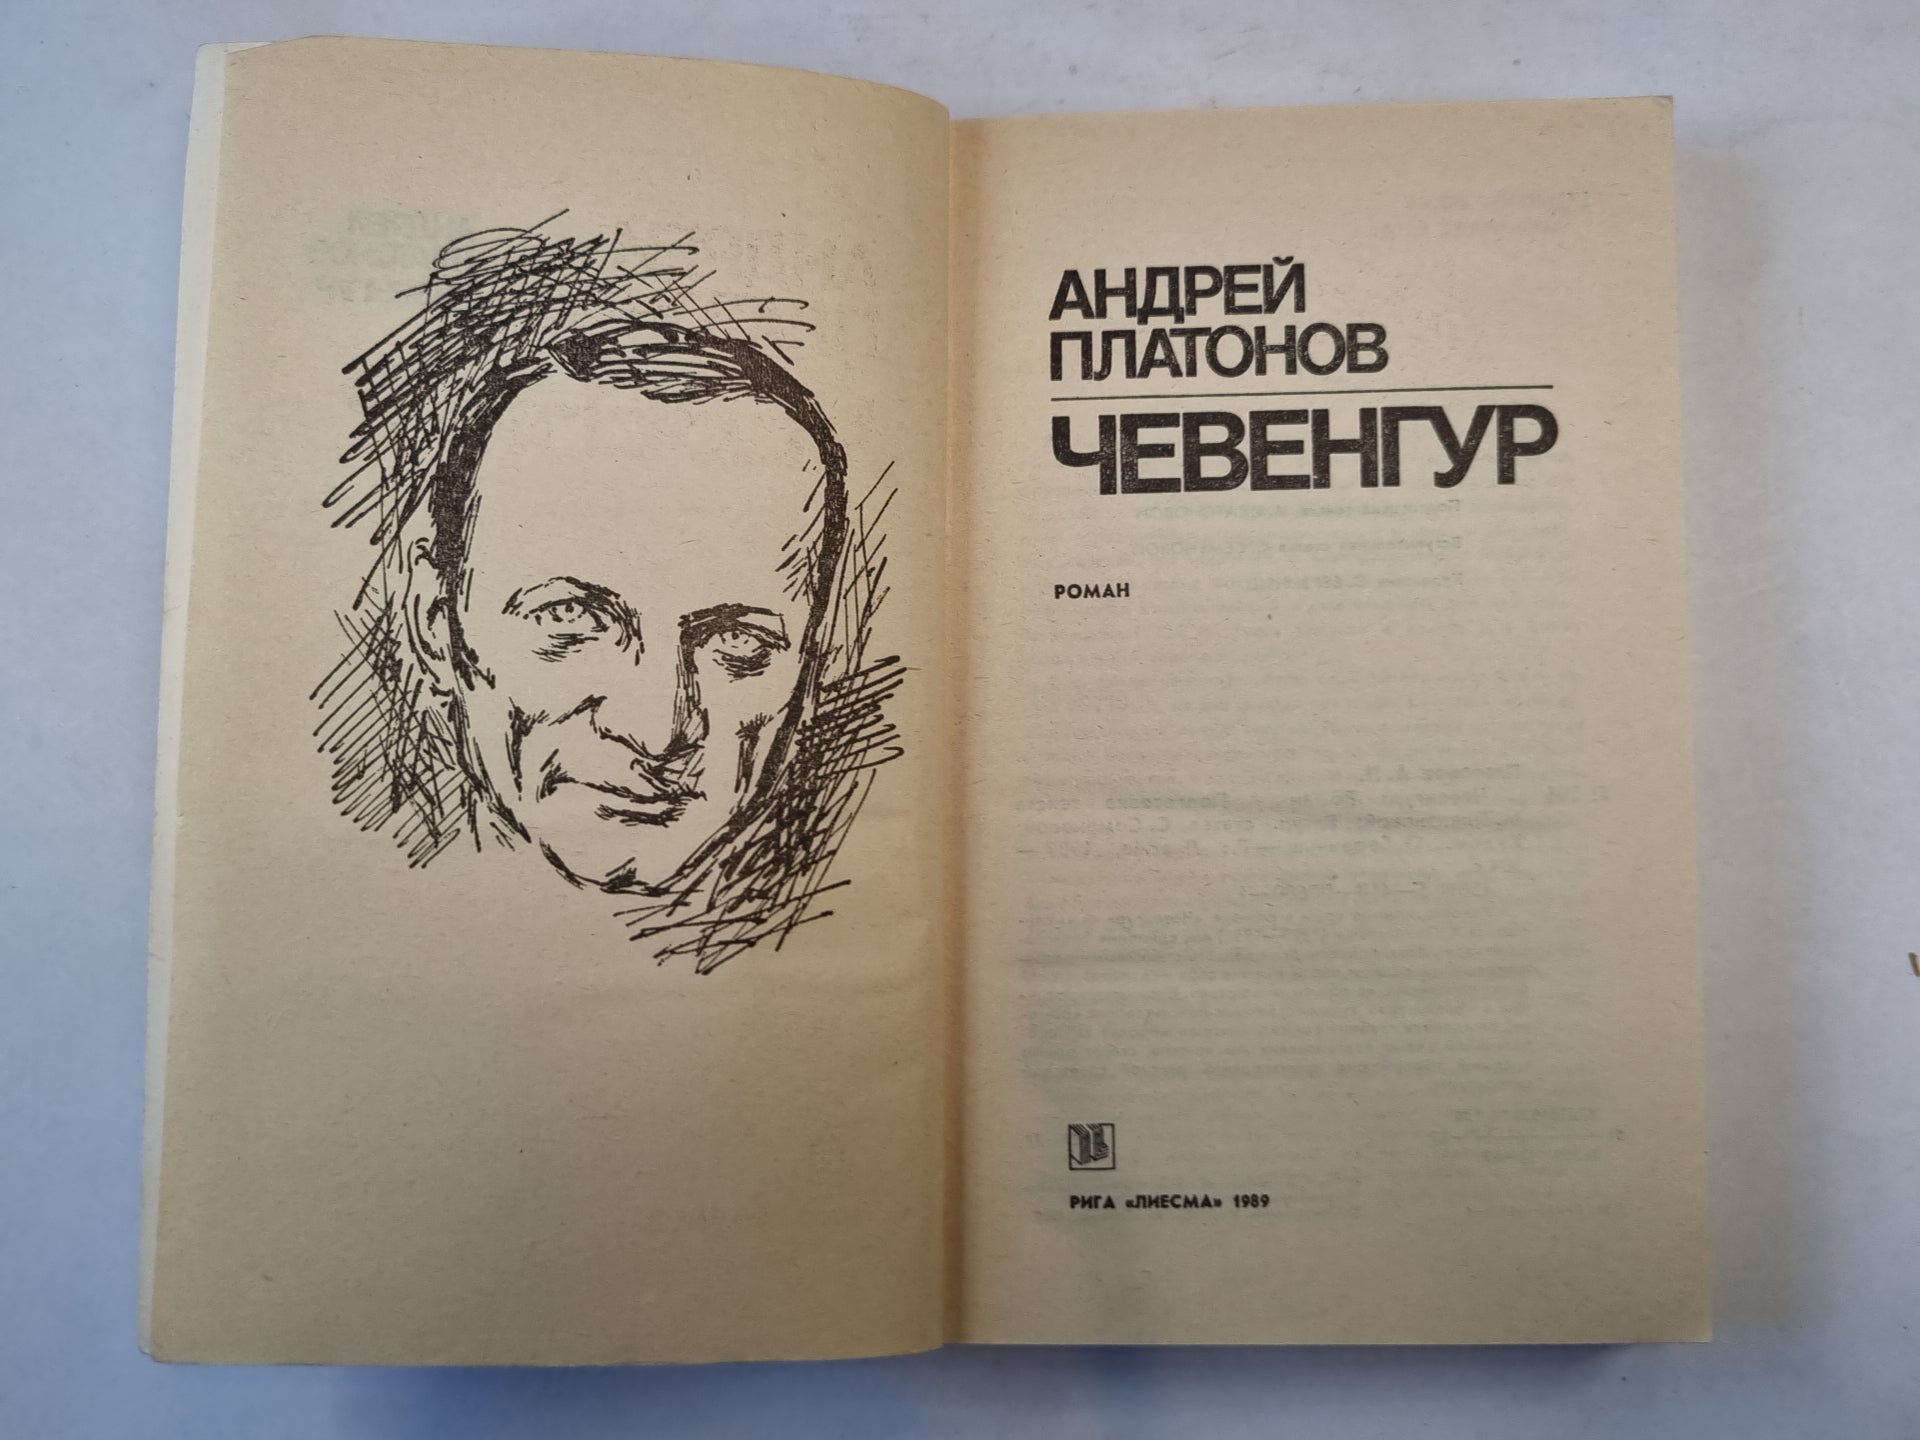 АНДРЕЙ
ПЛАТОНОВ
ЧЕВЕНГУР
РОМАН
РИГА «ЛИЕСМА» 1989